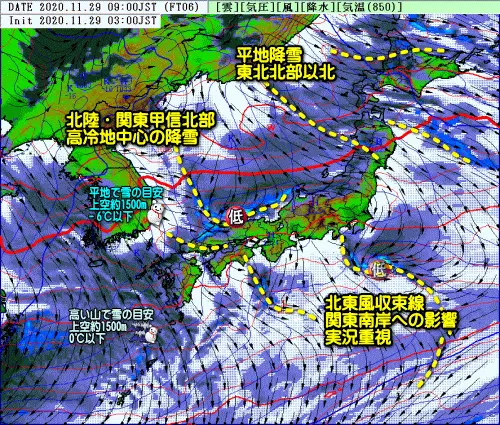 DATE 2020.11.29 09:00JST (FT06)
[雲][気圧][風][降水][気温(850)]
Init 2020.11.29 03:00JST
平地降雪
東北北部以北
北陸・関東甲信北部
高冷地中心の降雪
平地で雪の目安
上空約1500m
-6℃以下
低
低
高い山で雪の目安
上空約1500m
0℃以下
北東風収束線
関東南岸への影響
実況重視